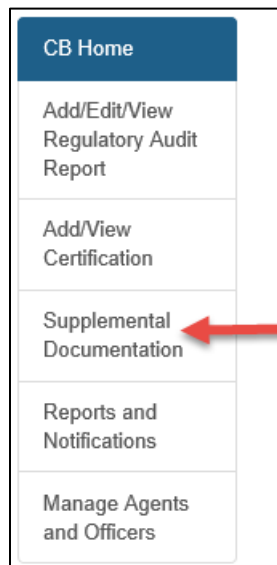 CB Home
Add/Edit/View
Regulatory Audit
Report
Add/View
Certification
Supplemental
Documentation
Reports and
Notifications
Manage Agents
and Officers